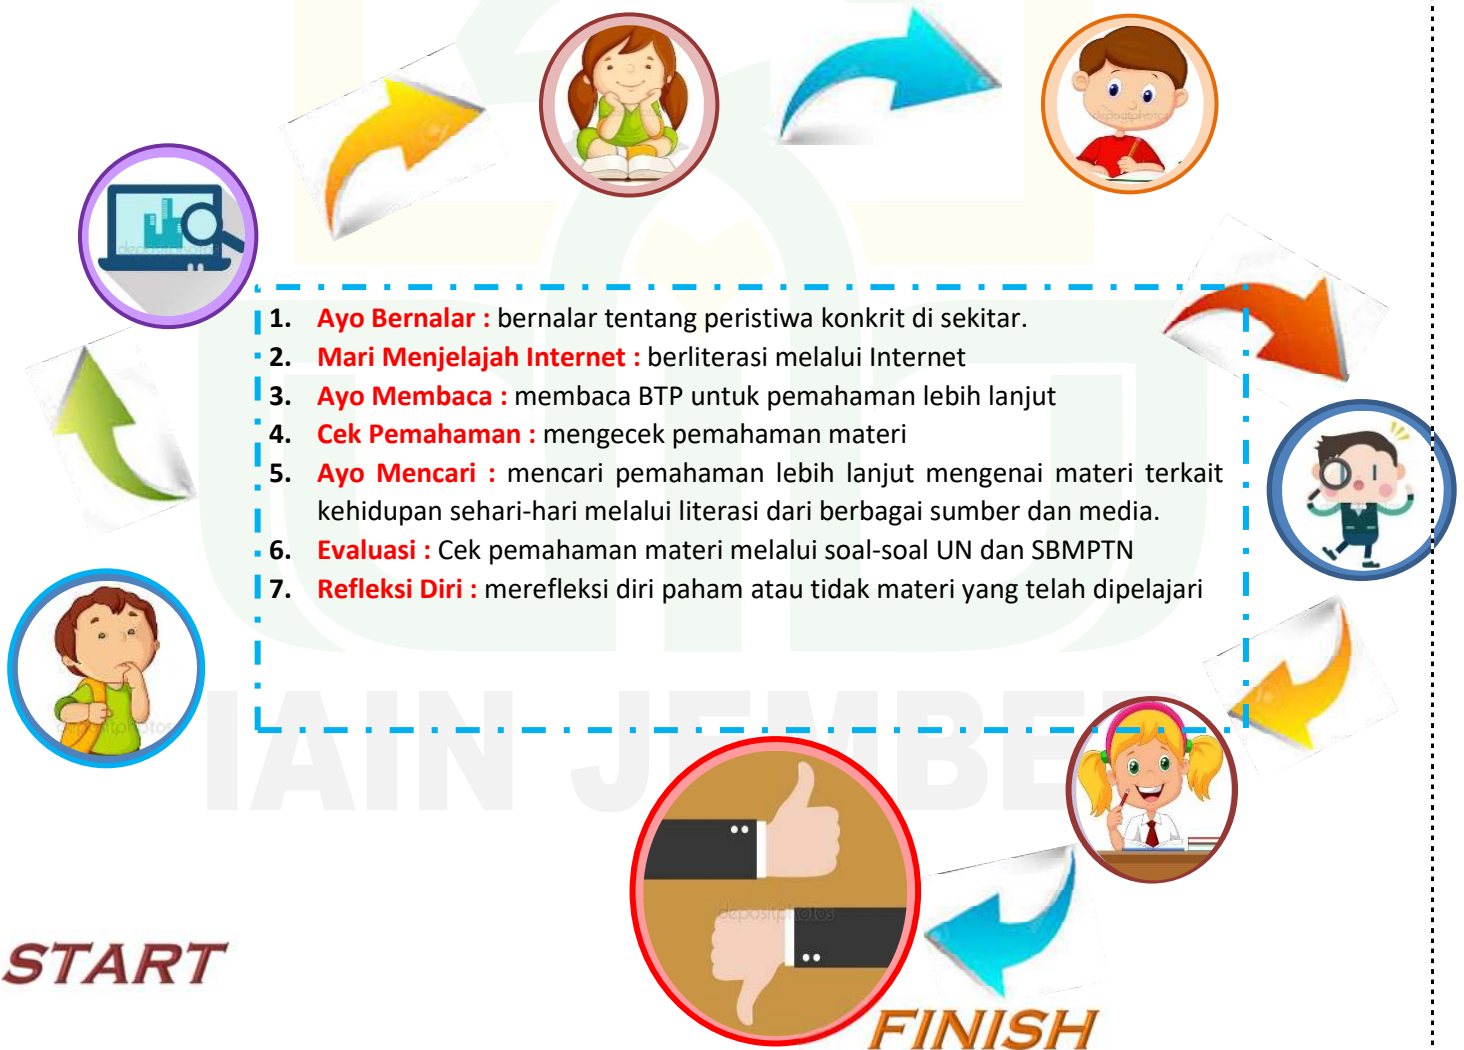 1. Ayo Bernalar : bernalar tentang peristiwa konkrit di sekitar.
2. Mari Menjelajah Internet : berliterasi melalui Internet
3. Ayo Membaca : membaca BTP untuk pemahaman lebih lanjut
4. Cek Pemahaman : mengecek pemahaman materi
5. Ayo Mencari : mencari pemahaman lebih lanjut mengenai materi terkait
kehidupan sehari-hari melalui literasi dari berbagai sumber dan media.
6. Evaluasi : Cek pemahaman materi melalui soal-soal UN dan SBMPTN
7. Refleksi Diri : merefleksi diri paham atau tidak materi yang telah dipelajari
IAIN JEMBER
depositphotos
START
FINISH